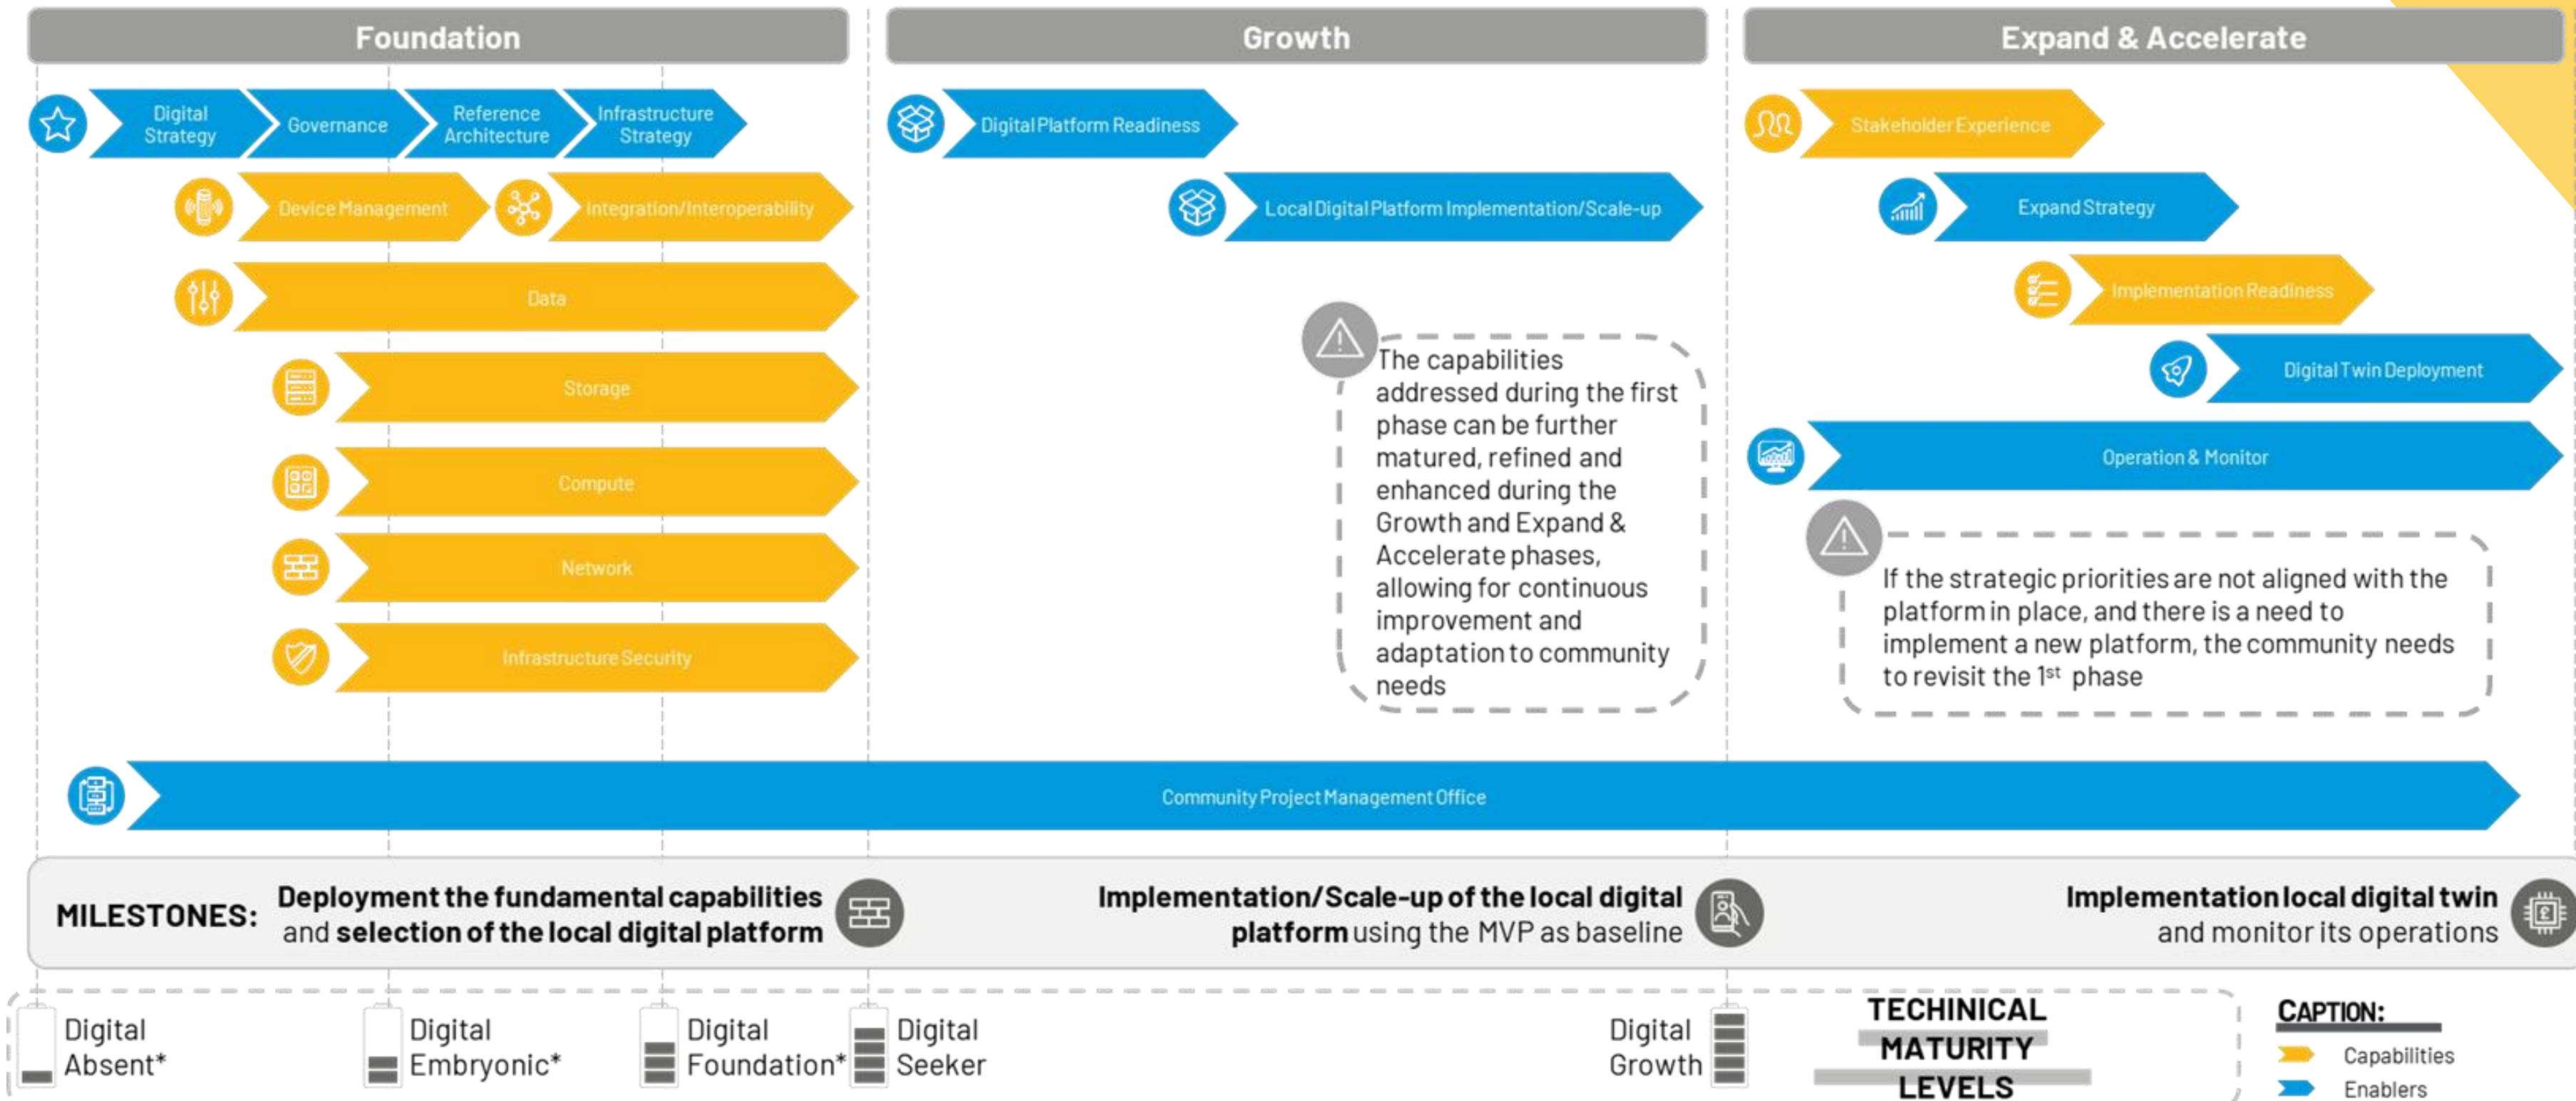 Foundation
Growth
Expand & Accelerate
Digital
Strategy
Governance
Reference
Architecture
Infrastructure
Strategy
Digital Platform Readiness
Stakeholder Experience
Device Management
Integration/Interoperability
Local Digital Platform Implementation/Scale-up
Expand Strategy
Data
Implementation Readiness
Storage
Digital Twin Deployment
Compute
Operation & Monitor
Network
Infrastructure Security
The capabilities
addressed during the first
phase can be further
matured, refined and
enhanced during the
Growth and Expand &
Accelerate phases,
allowing for continuous
improvement and
adaptation to community
needs
If the strategic priorities are not aligned with the
platform in place, and there is a need to
implement a new platform, the community needs
to revisit the 1st phase
Community Project Management Office
MILESTONES:
Deployment the fundamental capabilities
and selection of the local digital platform
Implementation/Scale-up of the local digital
platform using the MVP as baseline
Implementation local digital twin
and monitor its operations
Digital
Absent*
Digital
Embryonic*
Digital
Foundation*
Digital
Seeker
Digital
Growth
TECHINICAL
MATURITY
LEVELS
CAPTION:
Capabilities
Enablers